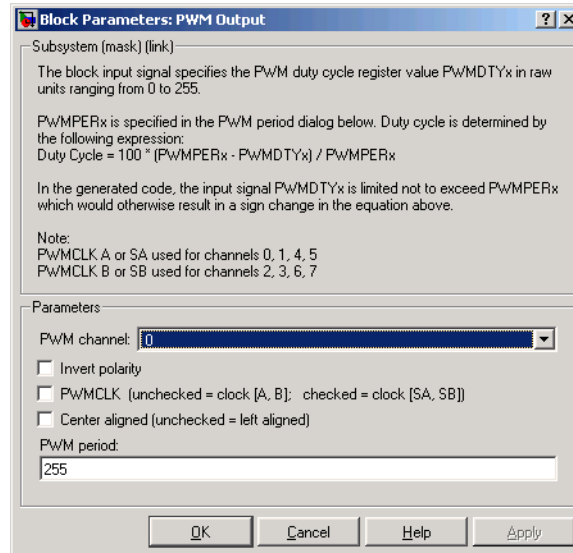 Block Parameters: PWM Output
Subsystem (mask) (link)
The block input signal specifies the PWM duty cycle register value PWMDTYx in raw
units ranging from 0 to 255.
PWMPERx is specified in the PWM period dialog below. Duty cycle is determined by
the following expression:
Duty Cycle = 100 * (PWMPERx - PWMDTYx) / PWMPERx
In the generated code, the input signal PWMDTYx is limited not to exceed PWMPERx
which would otherwise result in a sign change in the equation above.
Note:
PWMCLK A or SA used for channels 0, 1, 4, 5
PWMCLK B or SB used for channels 2, 3, 6, 7
Parameters
PWM channel: 0
Invert polarity
PWMCLK (unchecked = clock [A, B]; checked = clock [SA, SB])
Center aligned (unchecked = left aligned)
PWM period:
255
OK Cancel Help Apply